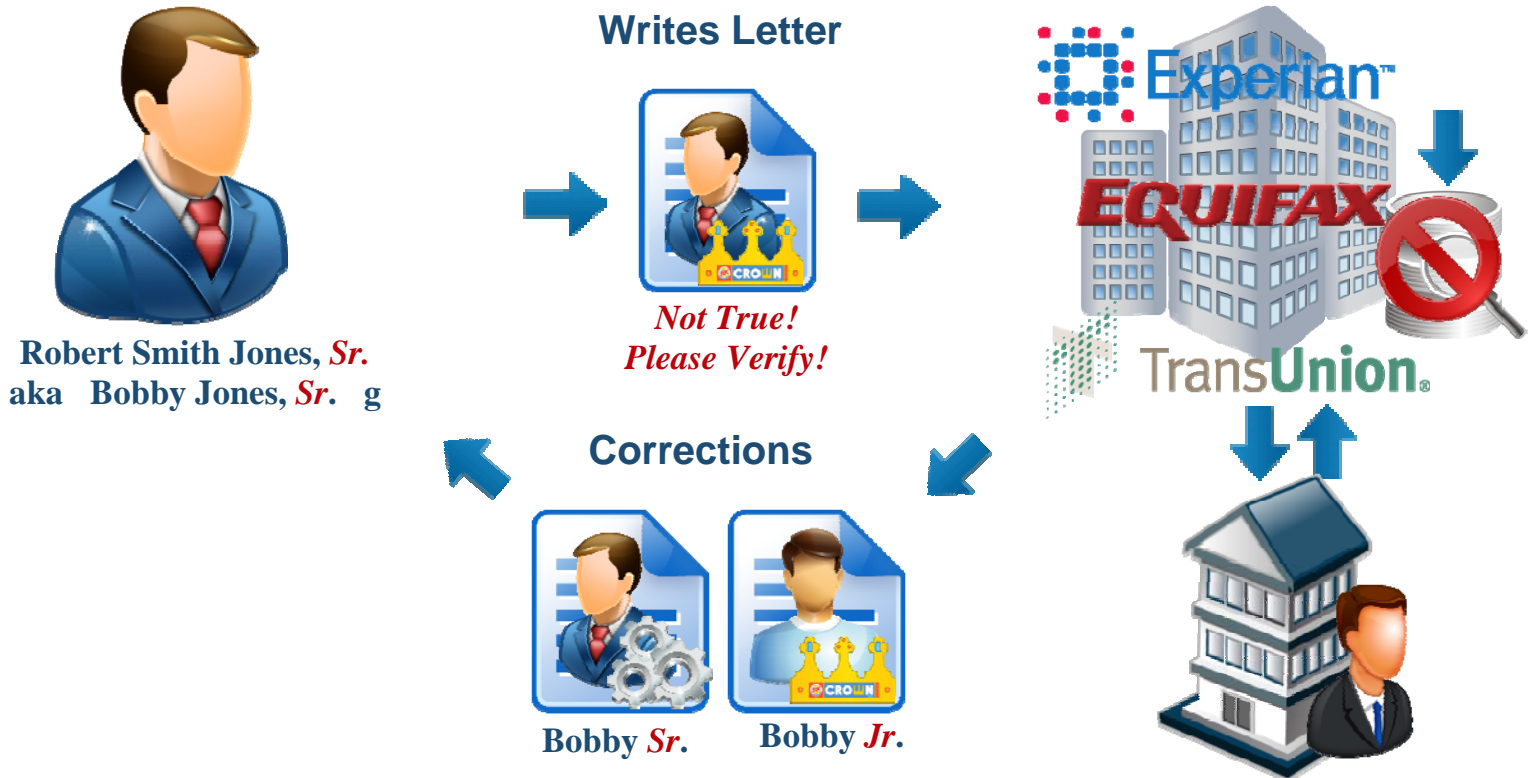 Writes Letter
Experian™
EQUIFAX
CROWN
Not True!
Please Verify!
TransUnion®
Robert Smith Jones, Sr.
aka Bobby Jones, Sr. g
Corrections
CROWN
Bobby Sr.
Bobby Jr.